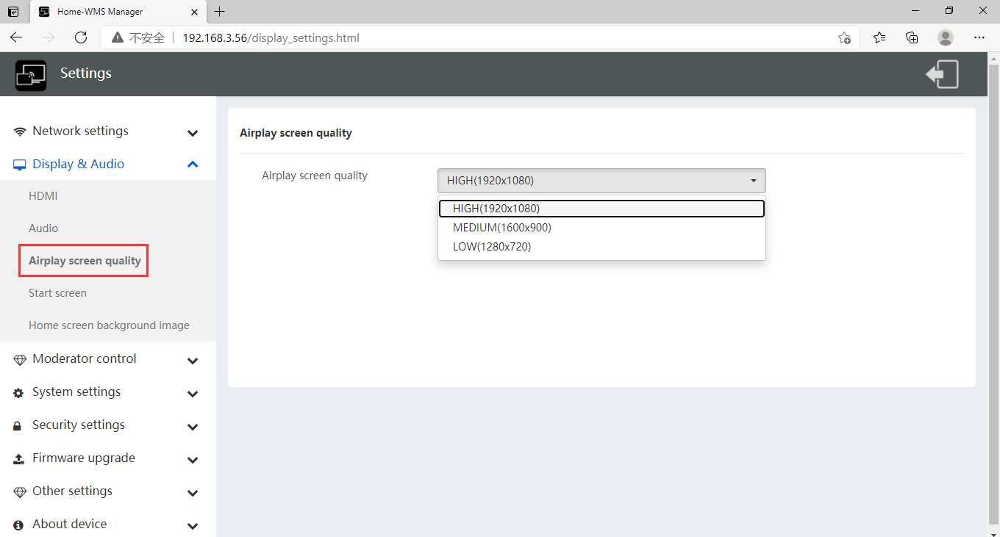 Home-WMS Manager
不安全
192.168.3.56/display_settings.html
Settings
Network settings
Display & Audio
HDMI
Audio
Airplay screen quality
Start screen
Home screen background image
Moderator control
System settings
Security settings
Firmware upgrade
Other settings
About device
Airplay screen quality
Airplay screen quality
HIGH(1920x1080)
HIGH(1920x1080)
MEDIUM(1600x900)
LOW(1280x720)